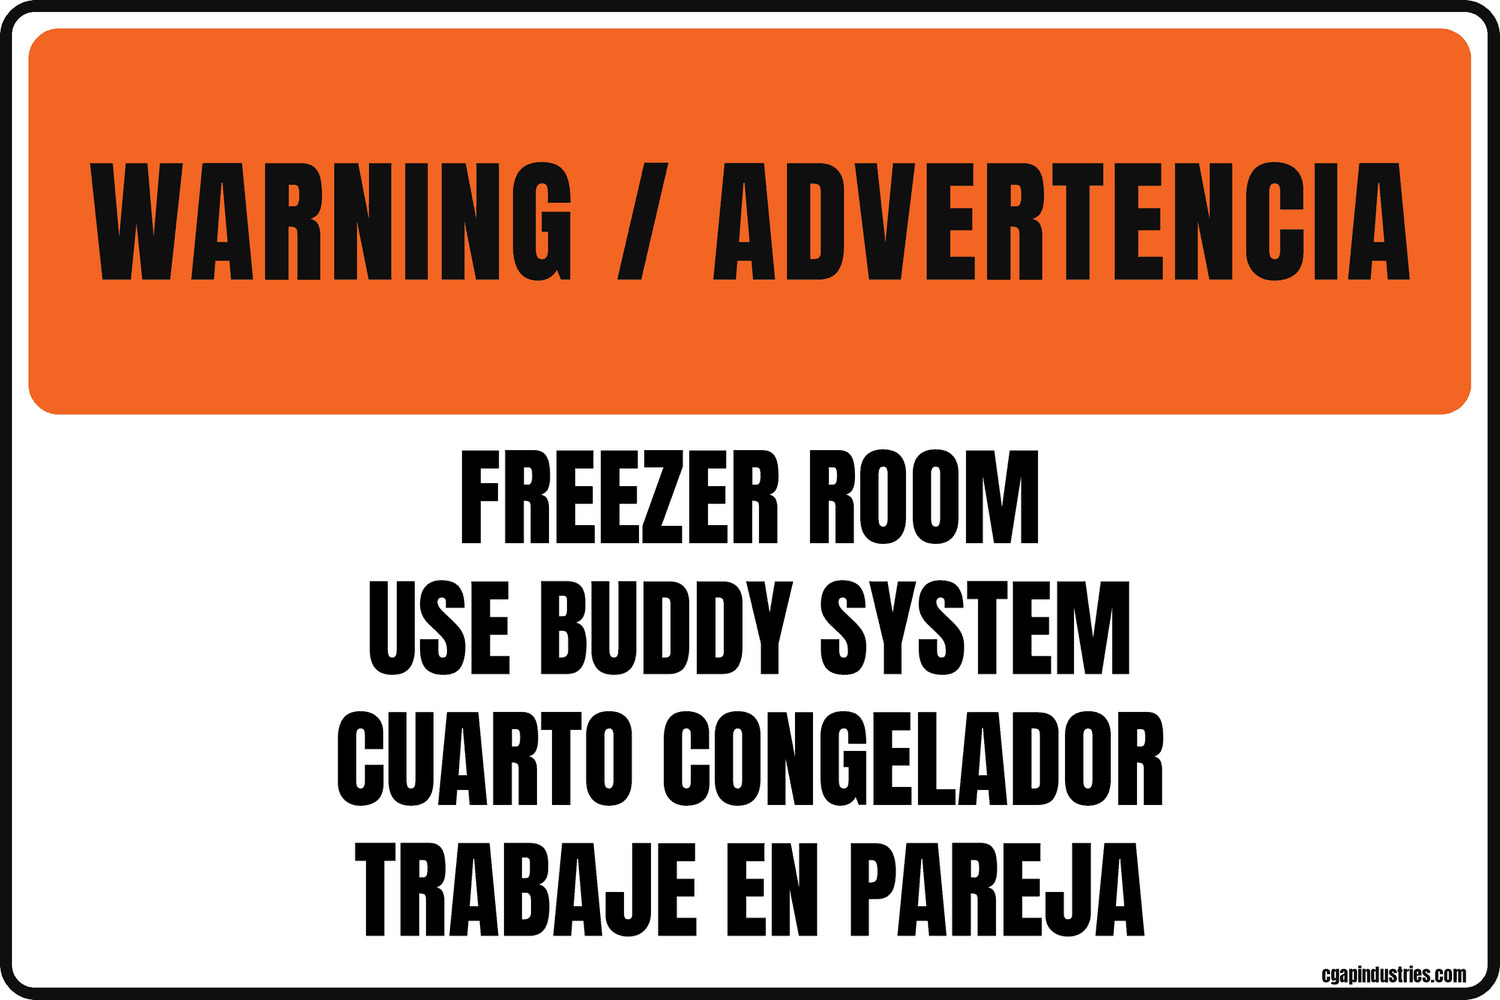 WARNING / ADVERTENCIA
FREEZER ROOM
USE BUDDY SYSTEM
CUARTO CONGELADOR
TRABAJE EN PAREJA
cgapindustries.com